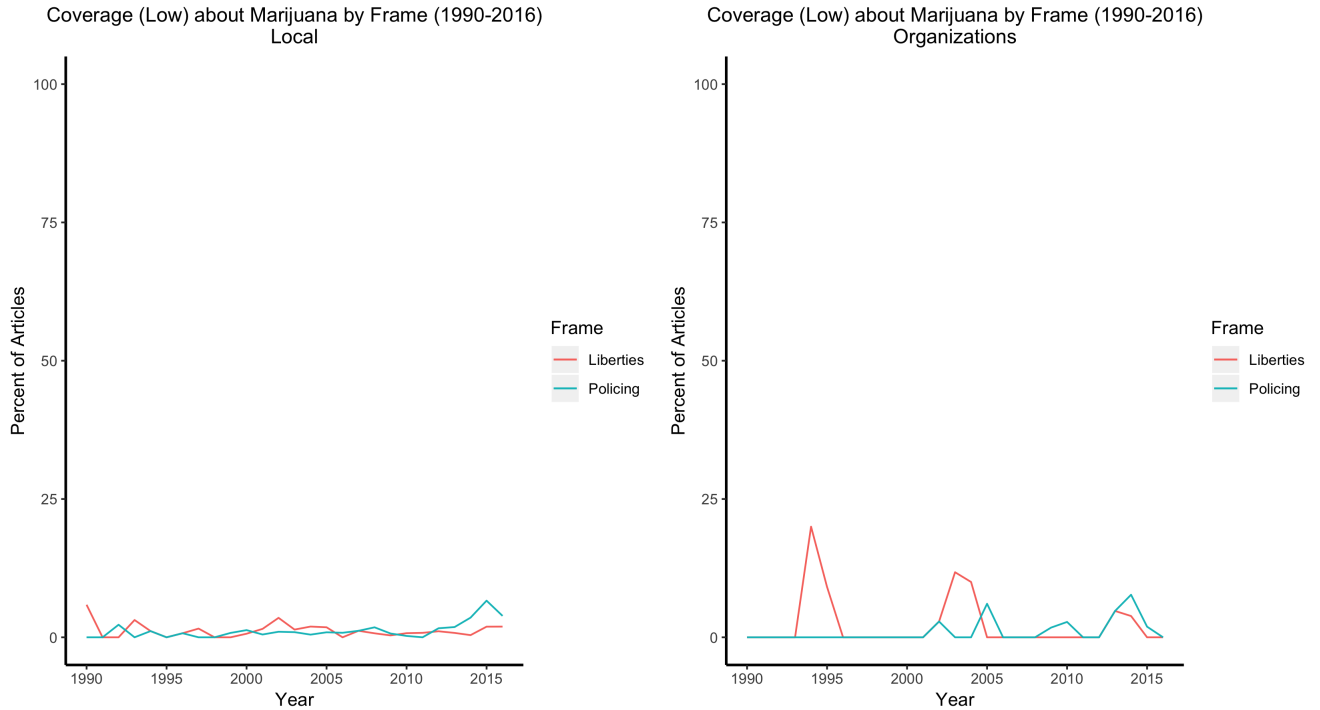 Coverage (Low) about Marijuana by Frame (1990-2016)
Local
100
75
50
25
0
Percent of Articles
1990
1995
2000
2005
2010
2015
Year
Frame
Liberties
Policing
Coverage (Low) about Marijuana by Frame (1990-2016)
Organizations
100
75
50
25
0
Percent of Articles
1990
1995
2000
2005
2010
2015
Year
Frame
Liberties
Policing